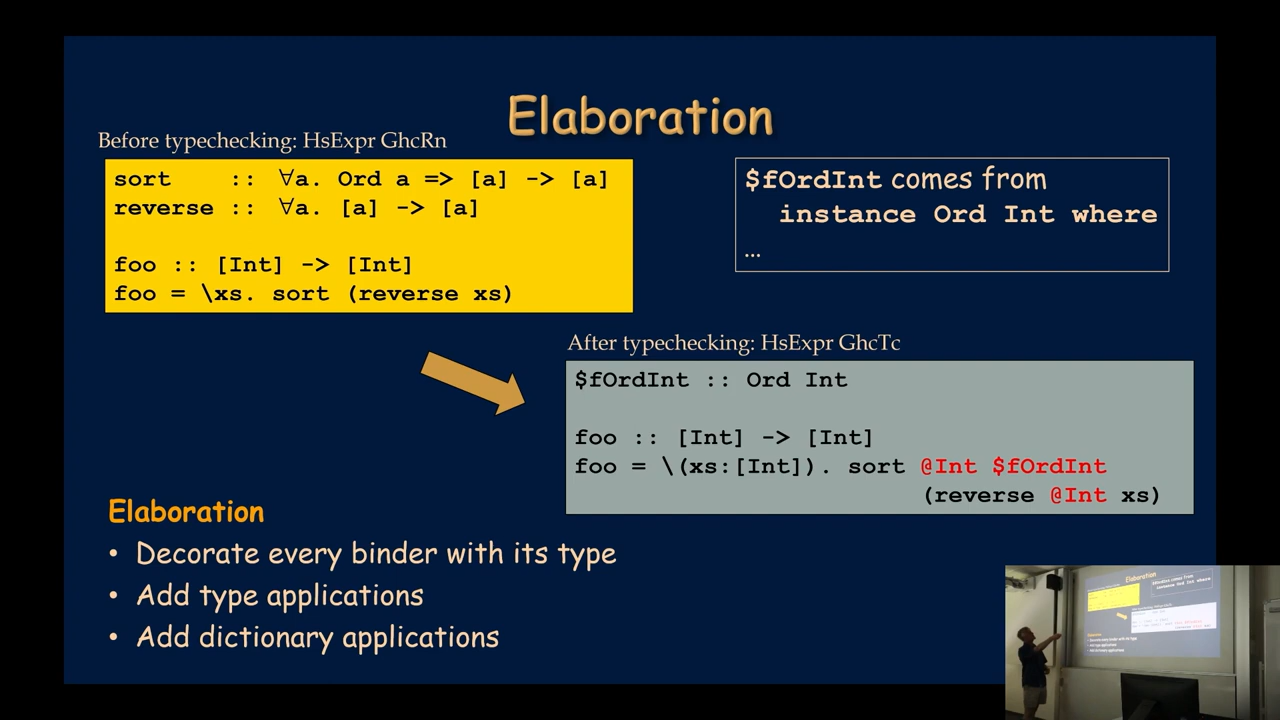 Elaboration
Before typechecking: HsExpr GhcRn
sort    :: ∀a. Ord a => [a] -> [a]
reverse :: ∀a. [a] -> [a]
foo :: [Int] -> [Int]
foo = \xs. sort (reverse xs)
$fOrdInt comes from
instance Ord Int where
…
After typechecking: HsExpr GhcTc
$fOrdInt :: Ord Int
foo :: [Int] -> [Int]
foo = \(xs:[Int]). sort @Int $fOrdInt
(reverse @Int xs)
Elaboration
• Decorate every binder with its type
• Add type applications
• Add dictionary applications